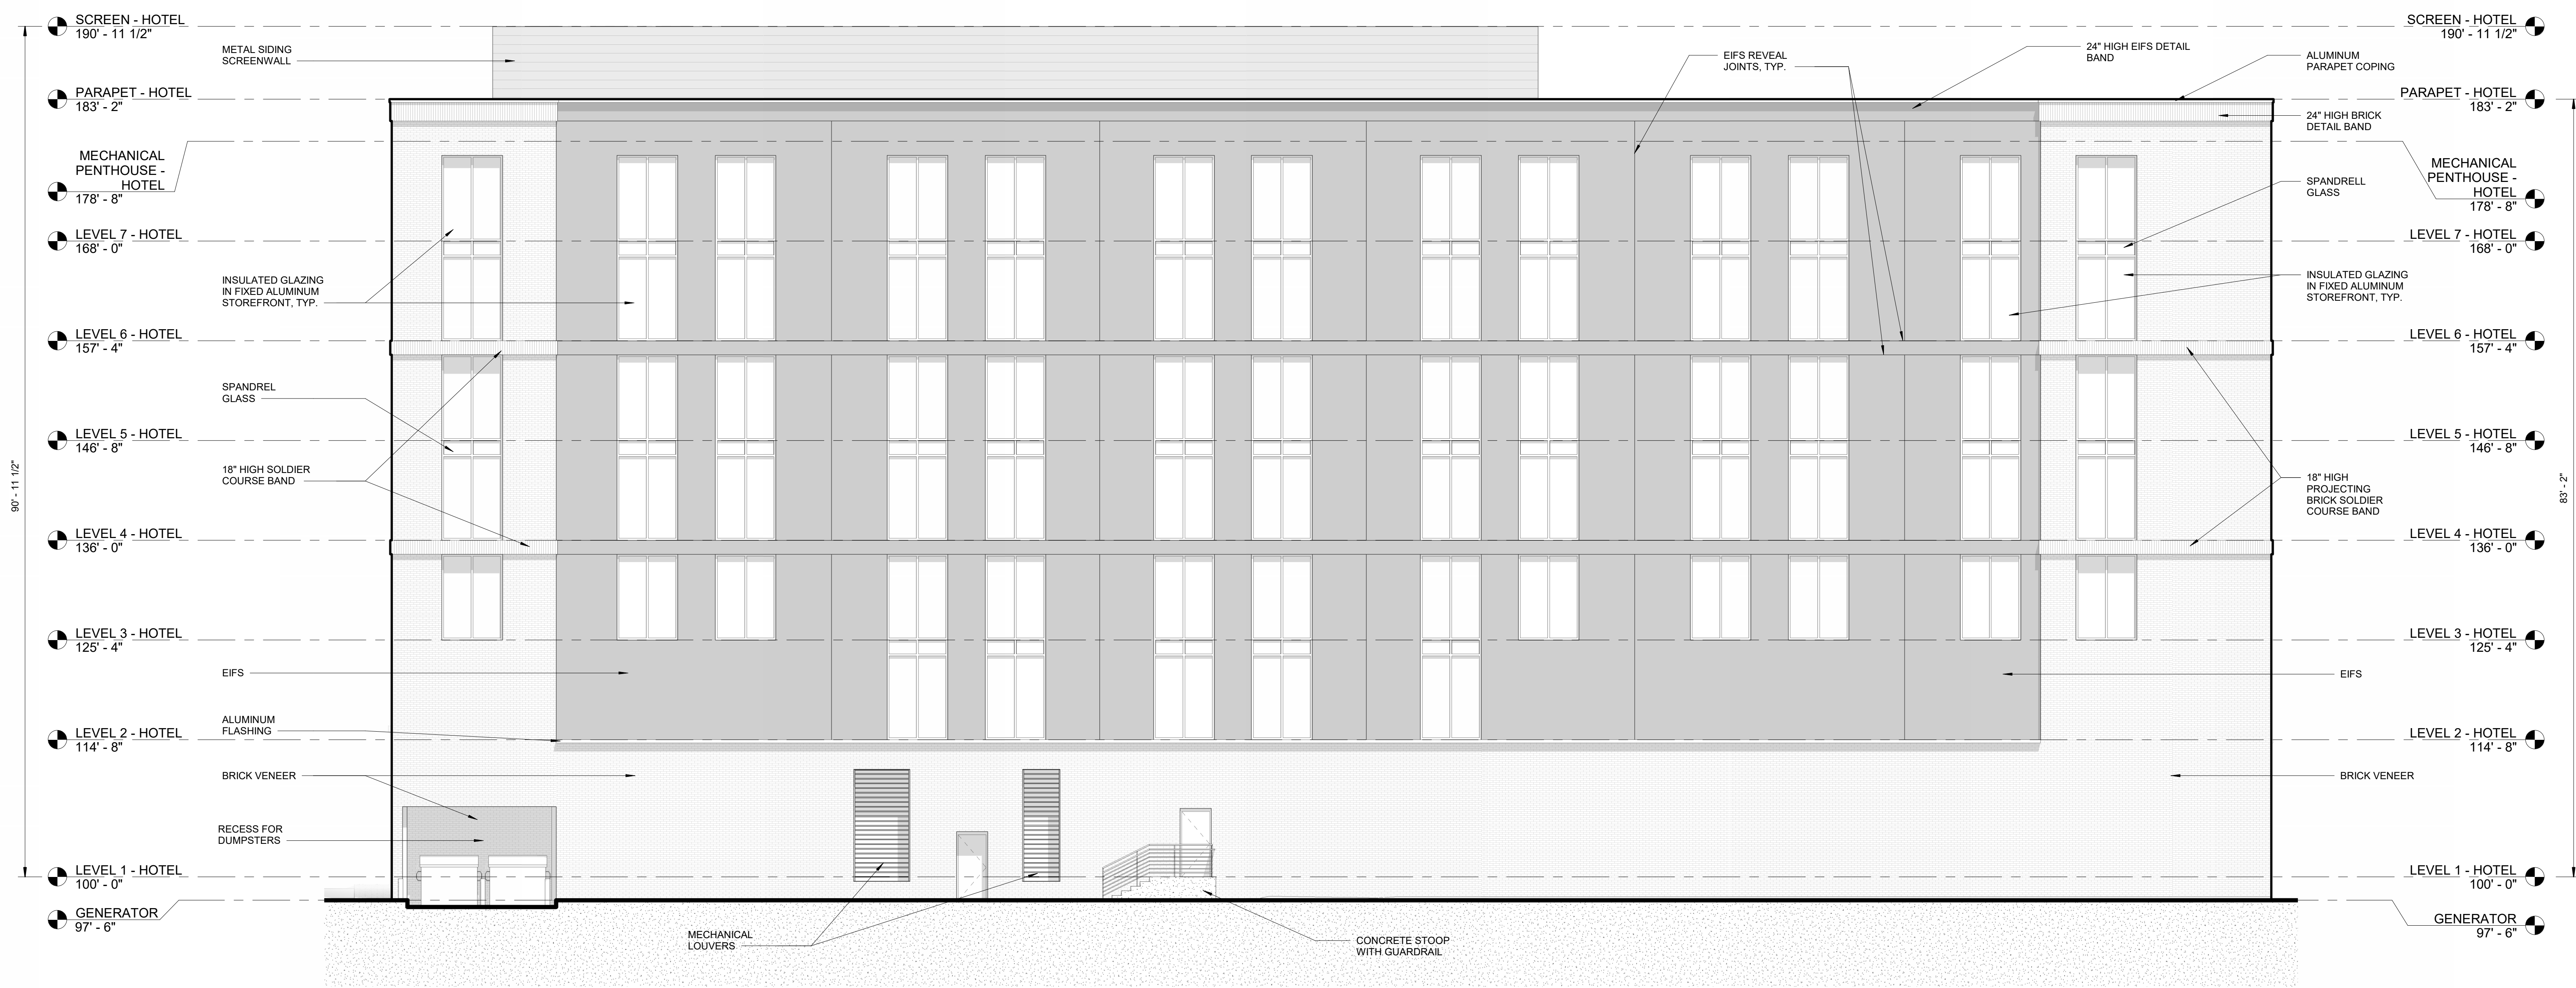 SCREEN - HOTEL
190' - 11 1/2"
METAL SIDING
SCREENWALL
PARAPET - HOTEL
183' - 2"
MECHANICAL
PENTHOUSE -
HOTEL
178' - 8"
LEVEL 7 - HOTEL
168' - 0"
INSULATED GLAZING
IN FIXED ALUMINUM
STOREFRONT, TYP.
LEVEL 6 - HOTEL
157' - 4"
SPANDREL
GLASS
LEVEL 5 - HOTEL
146' - 8"
18" HIGH SOLDIER
COURSE BAND
90' - 11 1/2"
LEVEL 4 - HOTEL
136' - 0"
LEVEL 3 - HOTEL
125' - 4"
EIFS
ALUMINUM
FLASHING
LEVEL 2 - HOTEL
114' - 8"
BRICK VENEER
RECESS FOR
DUMPSTERS
LEVEL 1 - HOTEL
100' - 0"
GENERATOR
97' - 6"
MECHANICAL
LOUVERS
CONCRETE STOOP
WITH GUARDRAIL
EIFS REVEAL
JOINTS, TYP.
24" HIGH EIFS DETAIL
BAND
ALUMINUM
PARAPET COPING
24" HIGH BRICK
DETAIL BAND
SPANDRELL
GLASS
INSULATED GLAZING
IN FIXED ALUMINUM
STOREFRONT, TYP.
18" HIGH
PROJECTING
BRICK SOLDIER
COURSE BAND
EIFS
BRICK VENEER
SCREEN - HOTEL
190' - 11 1/2"
PARAPET - HOTEL
183' - 2"
MECHANICAL
PENTHOUSE -
HOTEL
178' - 8"
LEVEL 7 - HOTEL
168' - 0"
LEVEL 6 - HOTEL
157' - 4"
LEVEL 5 - HOTEL
146' - 8"
83' - 2"
LEVEL 4 - HOTEL
136' - 0"
LEVEL 3 - HOTEL
125' - 4"
LEVEL 2 - HOTEL
114' - 8"
LEVEL 1 - HOTEL
100' - 0"
GENERATOR
97' - 6"